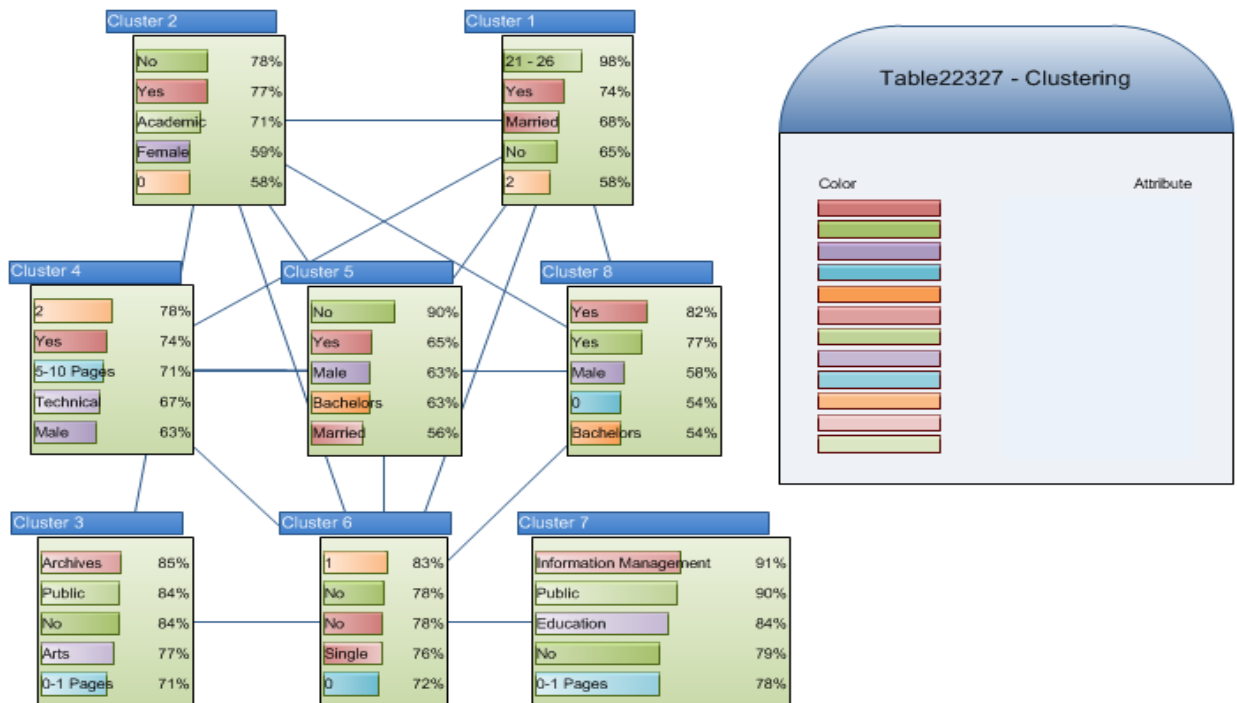 Cluster 2
No 78%
Yes 77%
Academic 71%
Female 59%
0 58%
Cluster 1
21 - 26 98%
Yes 74%
Married 68%
No 65%
2 58%
Table22327 - Clustering
Color Attribute
Cluster 4
2 78%
Yes 74%
5-10 Pages 71%
Technical 67%
Male 63%
Cluster 5
No 90%
Yes 65%
Male 63%
Bachelors 63%
Married 56%
Cluster 8
Yes 82%
Yes 77%
Male 58%
0 54%
Bachelors 54%
Cluster 3
Archives 85%
Public 84%
No 84%
Arts 77%
0-1 Pages 71%
Cluster 6
1 83%
No 78%
No 78%
Single 76%
0 72%
Cluster 7
Information Management 91%
Public 90%
Education 84%
No 79%
0-1 Pages 78%